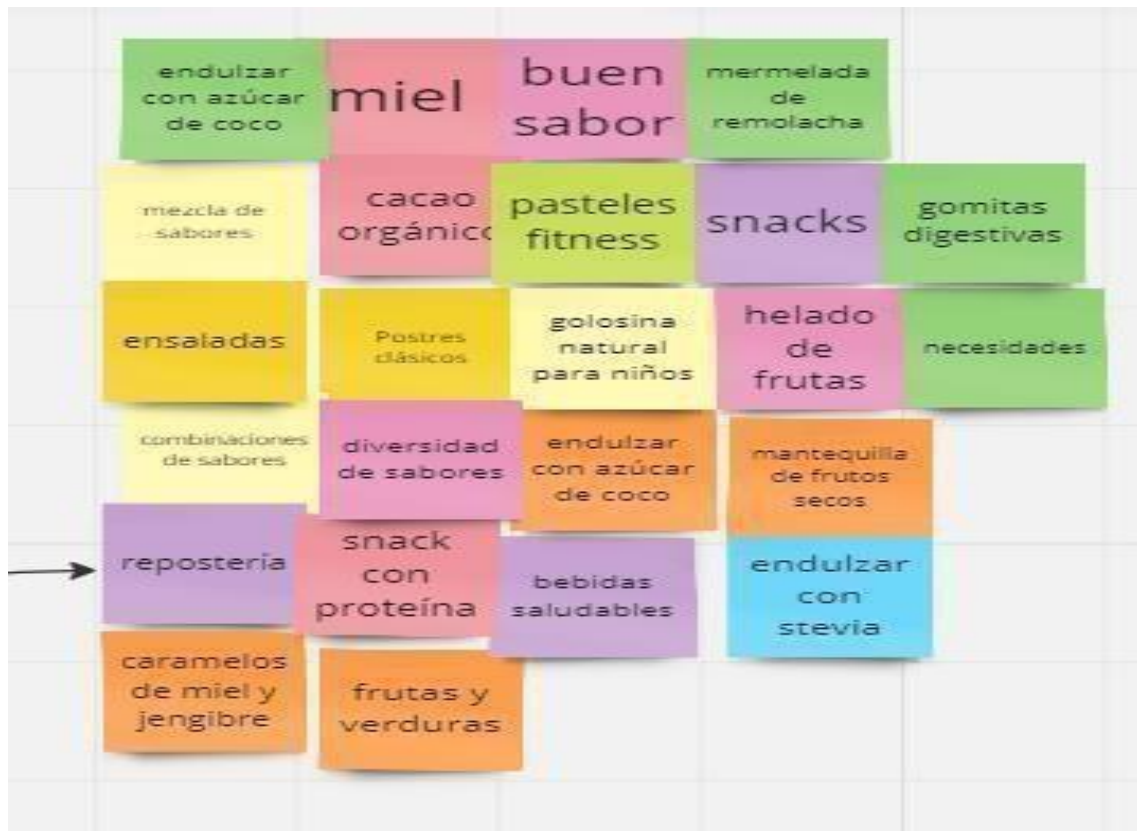 endulzar
con azúcar
de coco
miel
buen
sabor
mermelada
de
remolacha
mezcla de
sabores
cacao
orgánico
pasteles
fitness
snacks
gomitas
digestivas
ensaladas
Postres
clásicos
golosina
natural
para niños
helado
de
frutas
necesidades
combinaciones
de sabores
diversidad
de sabores
endulzar
con azúcar
de coco
mantequilla
de frutos
secos
repostería
snack
con
proteína
bebidas
saludables
endulzar
con
stevia
caramelos
de miel y
jengibre
frutas y
verduras